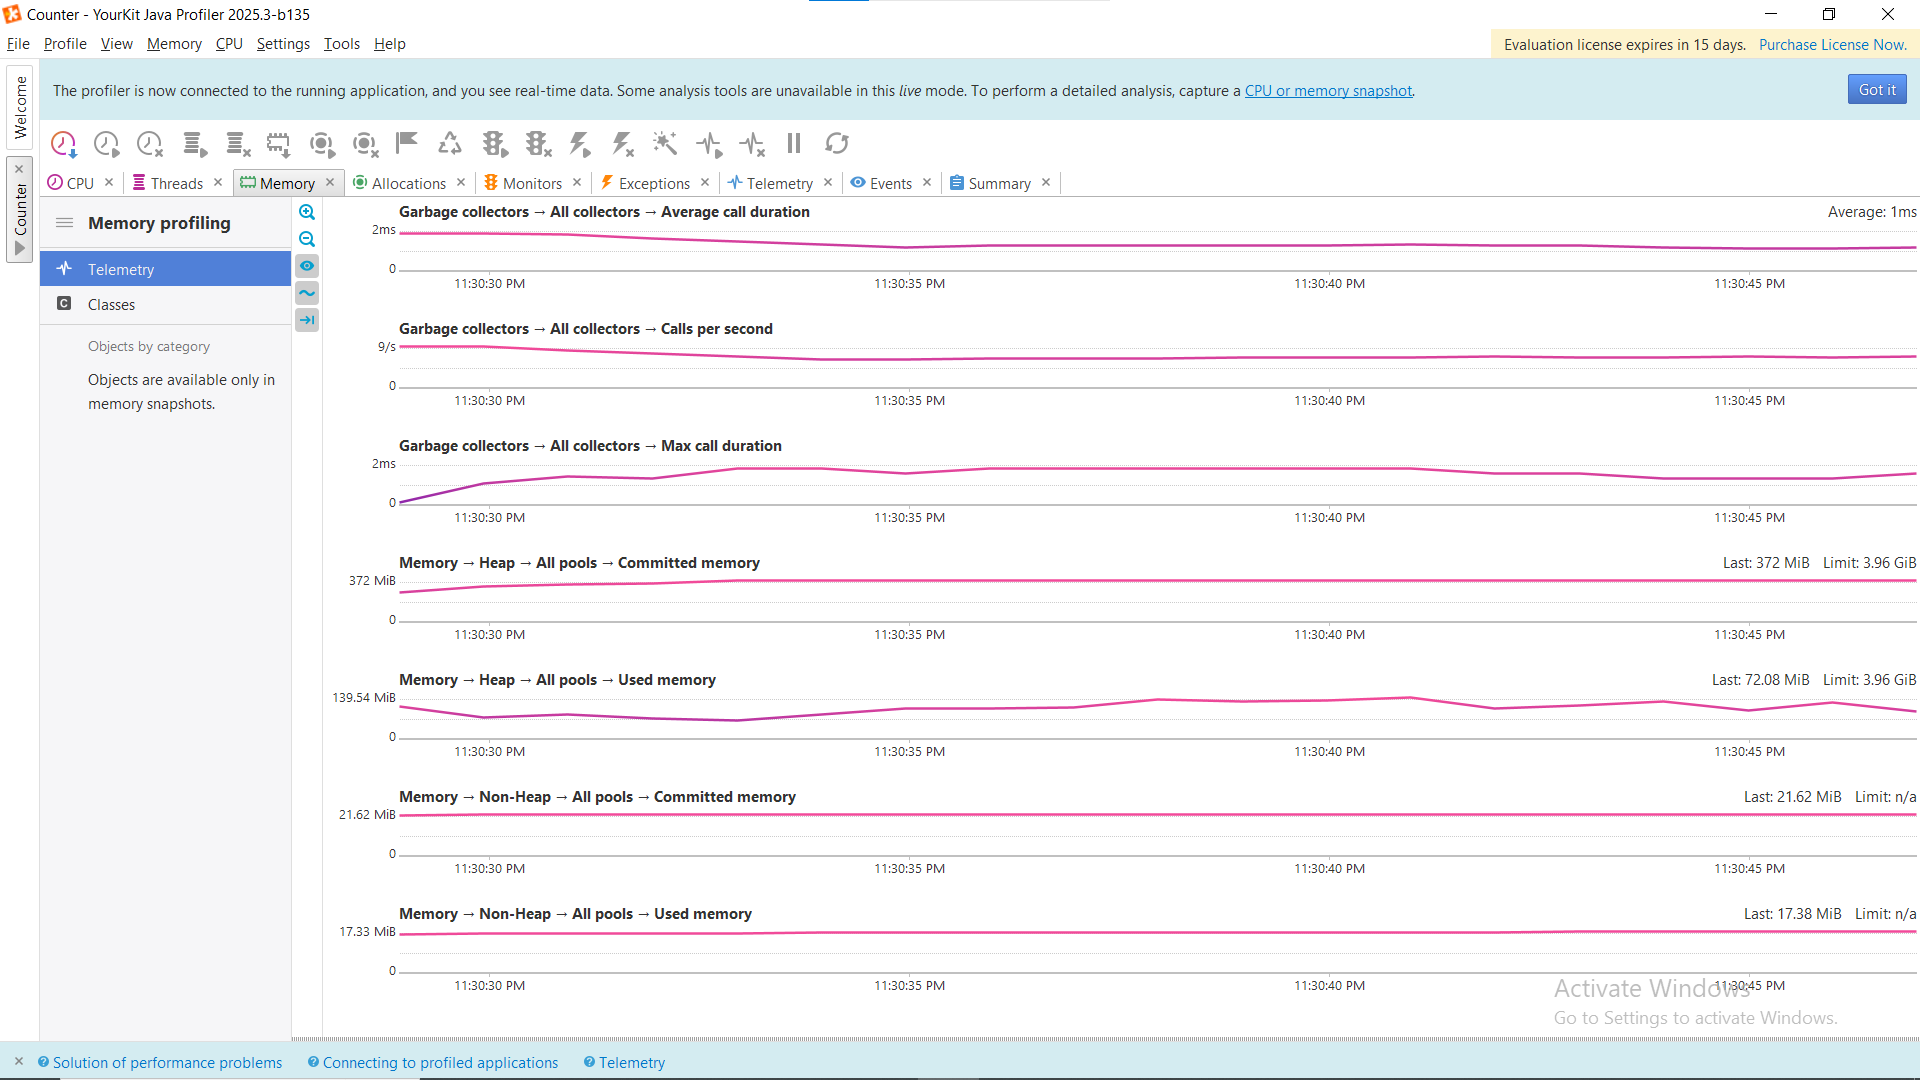 Counter - YourKit Java Profiler 2025.3-b135
File Profile View Memory CPU Settings Tools Help
Evaluation license expires in 15 days. Purchase License Now.
The profiler is now connected to the running application, and you see real-time data. Some analysis tools are unavailable in this live mode. To perform a detailed analysis, capture a CPU or memory snapshot.
Got it
Welcome
Counter
CPU Threads Memory Allocations Monitors Exceptions Telemetry Events Summary
Memory profiling
Telemetry
Classes
Objects by category
Objects are available only in
memory snapshots.
Garbage collectors → All collectors → Average call duration
Average: 1ms
2ms
0
11:30:30 PM 11:30:35 PM 11:30:40 PM 11:30:45 PM
Garbage collectors → All collectors → Calls per second
9/s
0
11:30:30 PM 11:30:35 PM 11:30:40 PM 11:30:45 PM
Garbage collectors → All collectors → Max call duration
2ms
0
11:30:30 PM 11:30:35 PM 11:30:40 PM 11:30:45 PM
Memory → Heap → All pools → Committed memory
Last: 372 MiB Limit: 3.96 GiB
372 MiB
0
11:30:30 PM 11:30:35 PM 11:30:40 PM 11:30:45 PM
Memory → Heap → All pools → Used memory
Last: 72.08 MiB Limit: 3.96 GiB
139.54 MiB
0
11:30:30 PM 11:30:35 PM 11:30:40 PM 11:30:45 PM
Memory → Non-Heap → All pools → Committed memory
Last: 21.62 MiB Limit: n/a
21.62 MiB
0
11:30:30 PM 11:30:35 PM 11:30:40 PM 11:30:45 PM
Memory → Non-Heap → All pools → Used memory
Last: 17.38 MiB Limit: n/a
17.33 MiB
0
11:30:30 PM 11:30:35 PM 11:30:40 PM 11:30:45 PM
Activate Windows
Go to Settings to activate Windows.
Solution of performance problems Connecting to profiled applications Telemetry